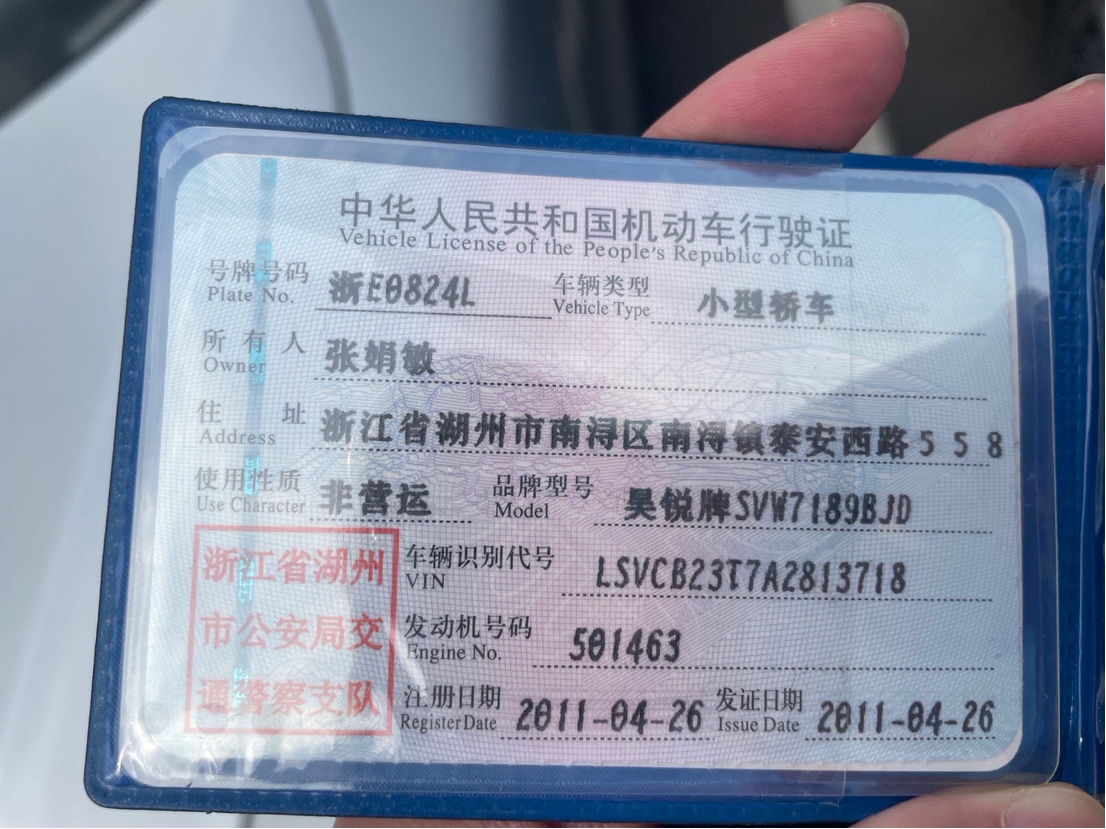 中华人民共和国机动车行驶证
Vehicle License of the People's Republic of China
号牌号码 浙E0824L 车辆类型 小型轿车
Plate No. Vehicle Type
所有人 张娟敏
Owner
住址 浙江省湖州市南浔区南浔镇泰安西路558
Address
使用性质 非营运 品牌型号 昊锐牌SVW7189BJD
Use Character Model
车辆识别代号 LSVCB23T7A2813718
VIN
发动机号码 501463
Engine No.
注册日期 2011-04-26 发证日期 2011-04-26
Register Date Issue Date
浙江省湖州
市公安局交
通警察支队